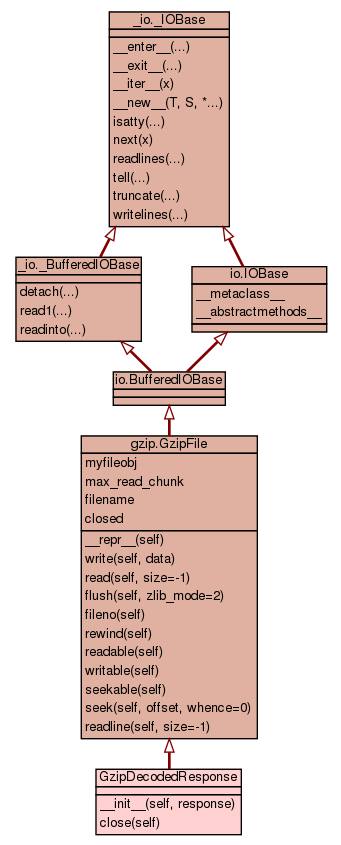 _io._IOBase
__enter__(...)
__exit__(...)
__iter__(x)
__new__(T, S, *...)
isatty(...)
next(x)
readlines(...)
tell(...)
truncate(...)
writelines(...)
_io._BufferedIOBase
detach(...)
read1(...)
readinto(...)
io.IOBase
__metaclass__
__abstractmethods__
io.BufferedIOBase
gzip.GzipFile
myfileobj
max_read_chunk
filename
closed
__repr__(self)
write(self, data)
read(self, size=-1)
flush(self, zlib_mode=2)
fileno(self)
rewind(self)
readable(self)
writable(self)
seekable(self)
seek(self, offset, whence=0)
readline(self, size=-1)
GzipDecodedResponse
__init__(self, response)
close(self)